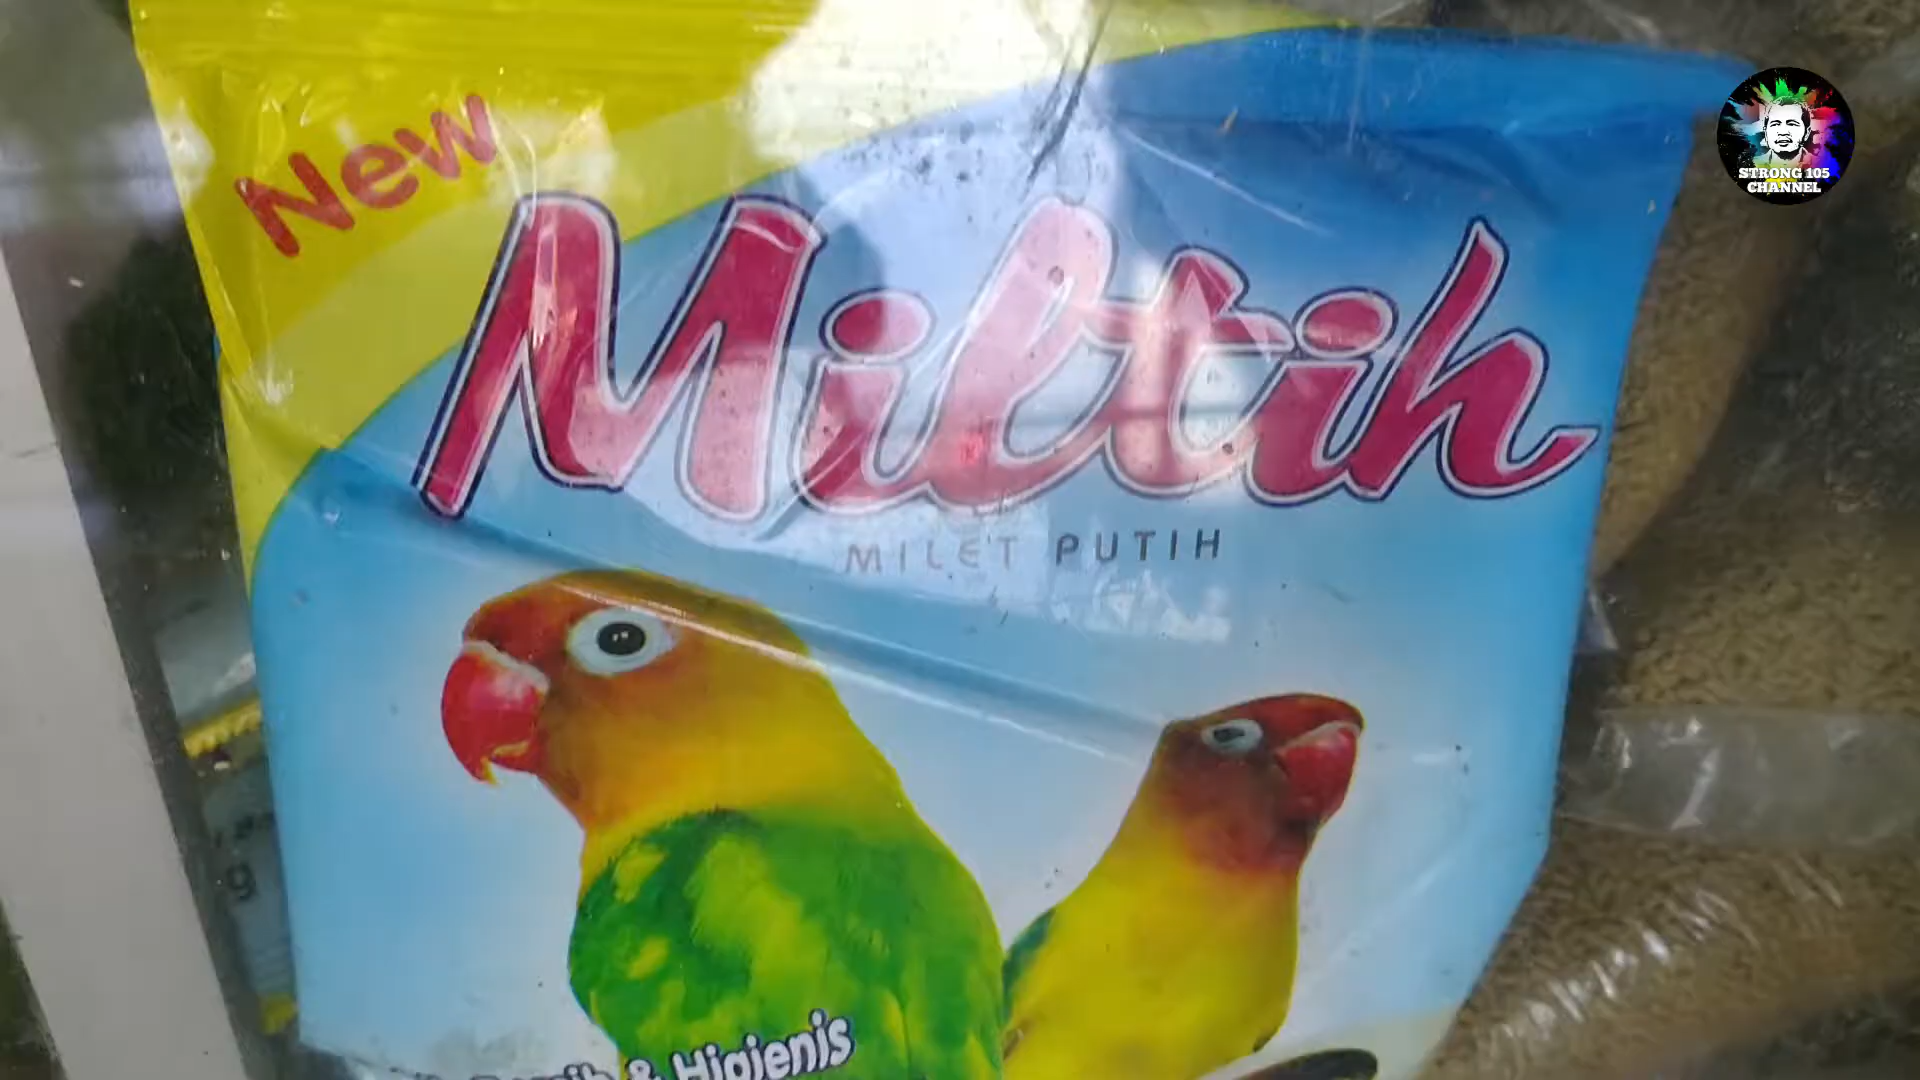 New
Miltih
MILET PUTIH
& Higienis
STRONG 105
CHANNEL